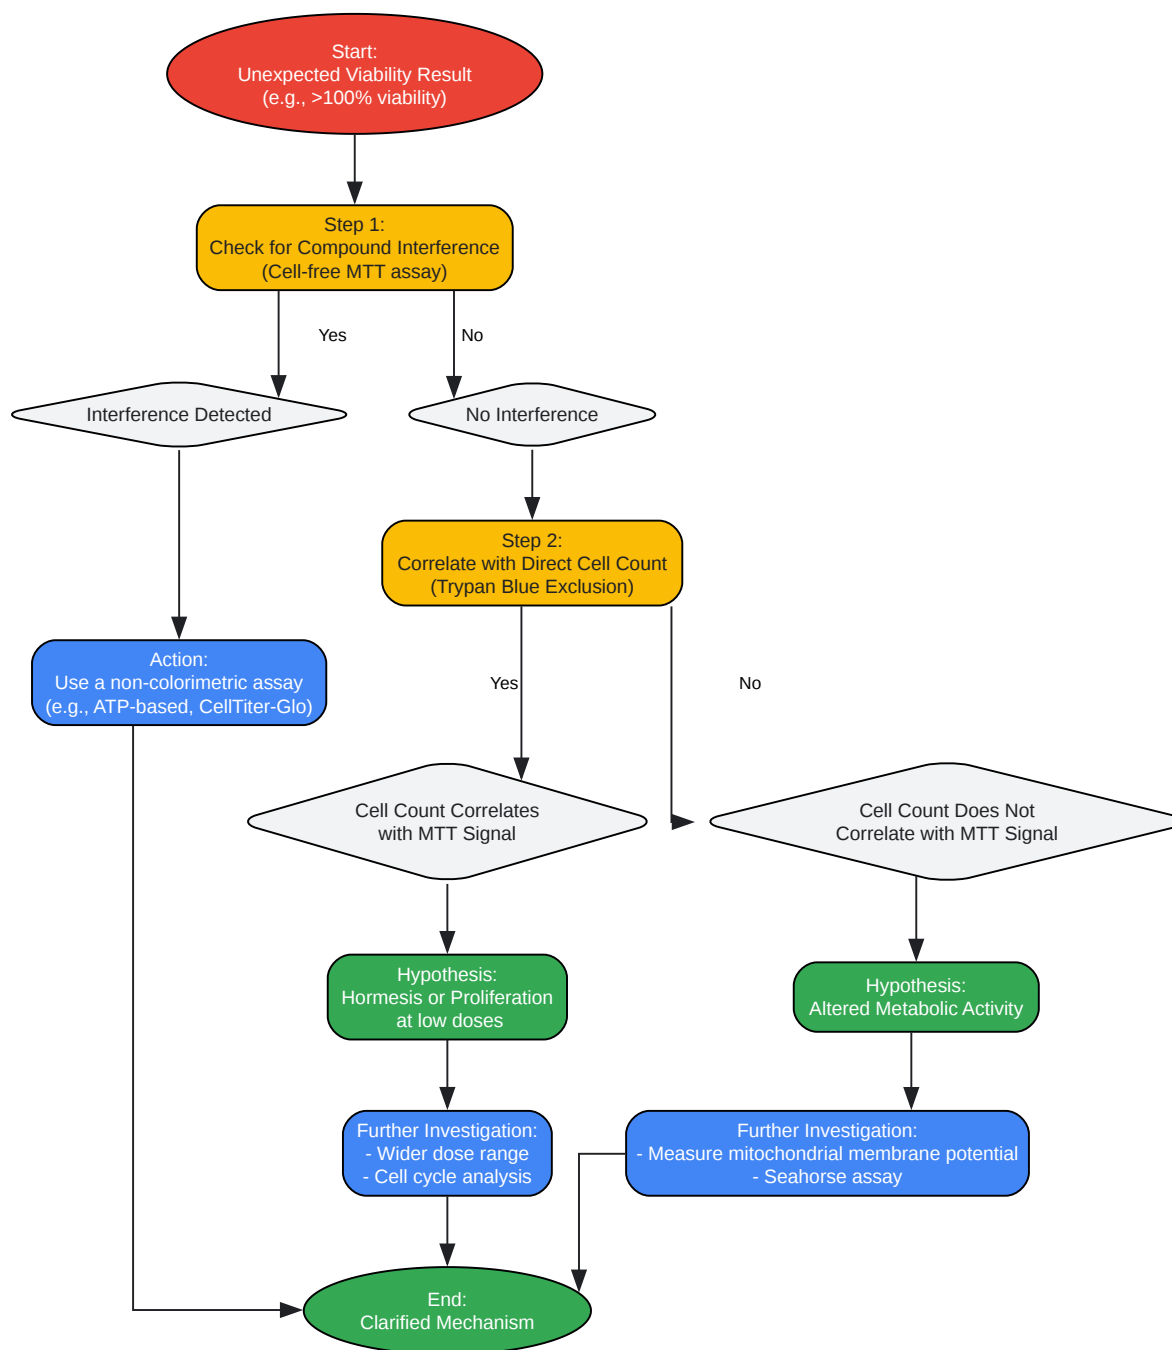 Start:
Unexpected Viability Result
(e.g., >100% viability)
Step 1:
Check for Compound Interference
(Cell-free MTT assay)
Yes
No
Interference Detected
No Interference
Step 2:
Correlate with Direct Cell Count
(Trypan Blue Exclusion)
Action:
Use a non-colorimetric assay
(e.g., ATP-based, CellTiter-Glo)
Yes
No
Cell Count Correlates
with MTT Signal
Cell Count Does Not
Correlate with MTT Signal
Hypothesis:
Hormesis or Proliferation
at low doses
Hypothesis:
Altered Metabolic Activity
Further Investigation:
- Wider dose range
- Cell cycle analysis
Further Investigation:
- Measure mitochondrial membrane potential
- Seahorse assay
End:
Clarified Mechanism